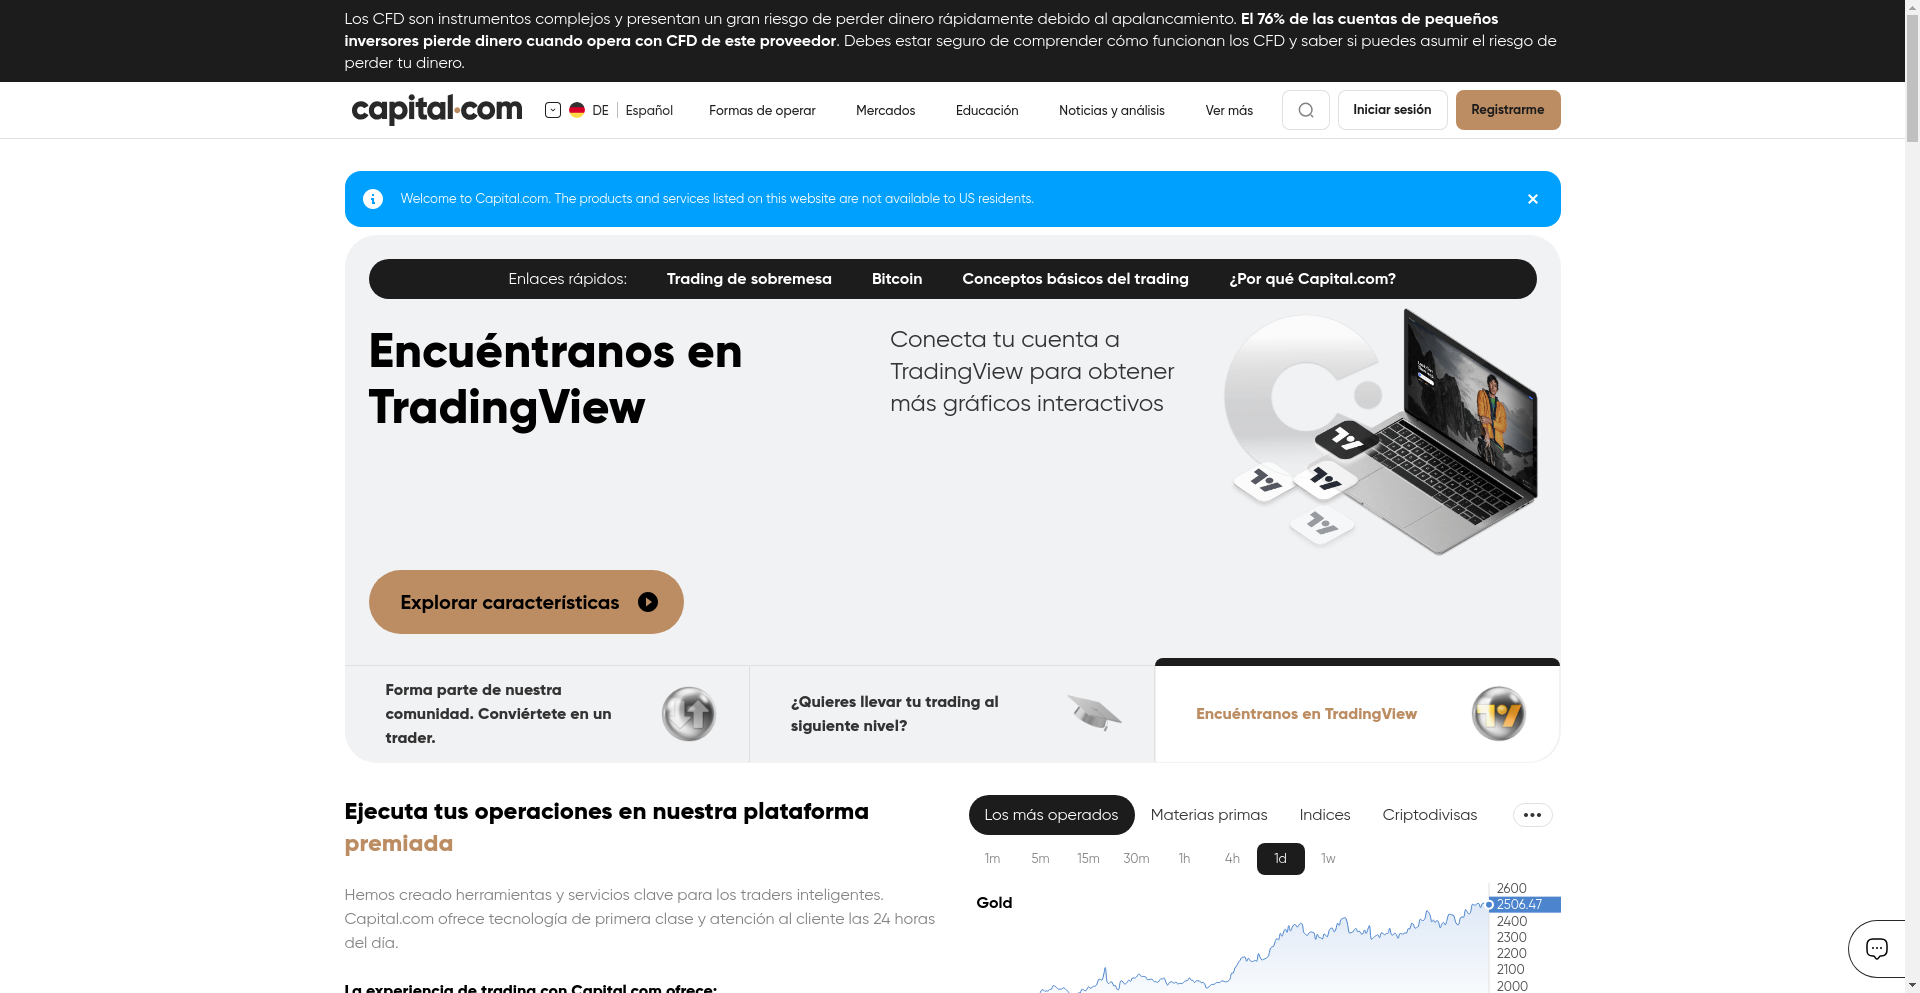 Los CFD son instrumentos complejos y presentan un gran riesgo de perder dinero rápidamente debido al apalancamiento. El 76% de las cuentas de pequeños
inversores pierde dinero cuando opera con CFD de este proveedor. Debes estar seguro de comprender cómo funcionan los CFD y saber si puedes asumir el riesgo de
perder tu dinero.
capital.com DE Español Formas de operar Mercados Educación Noticias y análisis Ver más Iniciar sesión Registrarme
Welcome to Capital.com. The products and services listed on this website are not available to US residents.
Enlaces rápidos: Trading de sobremesa Bitcoin Conceptos básicos del trading ¿Por qué Capital.com?
Encuéntranos en
TradingView
Conecta tu cuenta a
TradingView para obtener
más gráficos interactivos
Explorar características
Forma parte de nuestra
comunidad. Conviértete en un
trader.
¿Quieres llevar tu trading al
siguiente nivel?
Encuéntranos en TradingView
Ejecuta tus operaciones en nuestra plataforma
premiada
Hemos creado herramientas y servicios clave para los traders inteligentes.
Capital.com ofrece tecnología de primera clase y atención al cliente las 24 horas
del día.
La experiencia de trading con Capital.com ofrece:
Los más operados Materias primas Indices Criptodivisas
1m 5m 15m 30m 1h 4h 1d 1w
Gold
2600
2506.47
2400
2300
2200
2100
2000